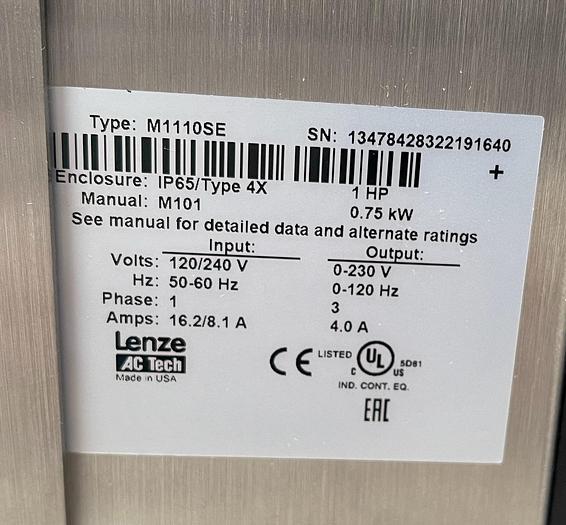 Type: M1110SE SN: 13478428322191640
+
Enclosure: IP65/Type 4X 1 HP
Manual: M101 0.75 kW
See manual for detailed data and alternate ratings
Input: Output:
Volts: 120/240 V 0-230 V
Hz: 50-60 Hz 0-120 Hz
Phase: 1 3
Amps: 16.2/8.1 A 4.0 A
Lenze
AC Tech
Made in USA
CE LISTED C UL US 5D81
IND. CONT. EQ.
EAC